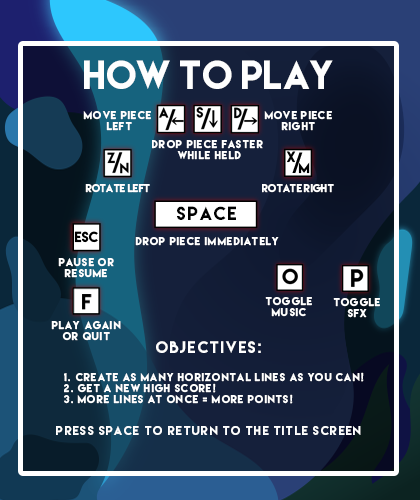 HOW TO PLAY
MOVE PIECE
LEFT
A/←
S/↓
D/→
MOVE PIECE
RIGHT
DROP PIECE FASTER
WHILE HELD
Z/N
ROTATE LEFT
X/M
ROTATE RIGHT
SPACE
DROP PIECE IMMEDIATELY
ESC
PAUSE OR
RESUME
F
PLAY AGAIN
OR QUIT
O
TOGGLE
MUSIC
P
TOGGLE
SFX
OBJECTIVES:
1. CREATE AS MANY HORIZONTAL LINES AS YOU CAN!
2. GET A NEW HIGH SCORE!
3. MORE LINES AT ONCE = MORE POINTS!
PRESS SPACE TO RETURN TO THE TITLE SCREEN